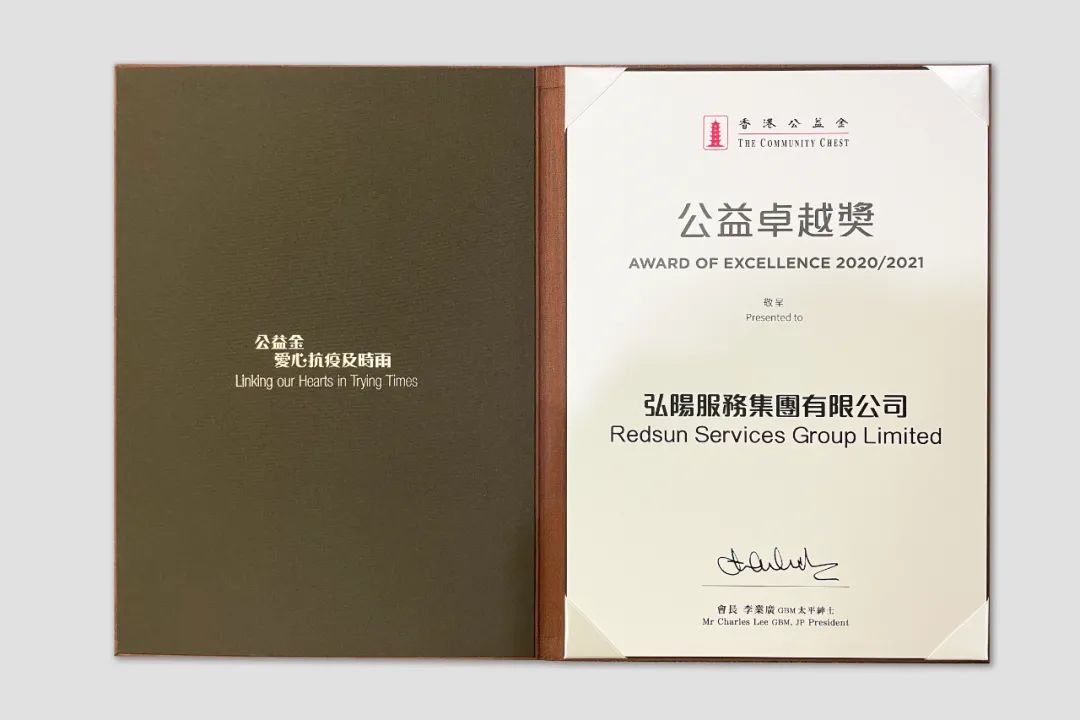 公益金
愛心抗疫及時雨
Linking our Hearts in Trying Times
香港公益金
THE COMMUNITY CHEST
公益卓越獎
AWARD OF EXCELLENCE 2020/2021
敬呈
Presented to
弘陽服務集團有限公司
Redsun Services Group Limited
會長 李業廣 GBM 太平紳士
Mr Charles Lee GBM, JP President